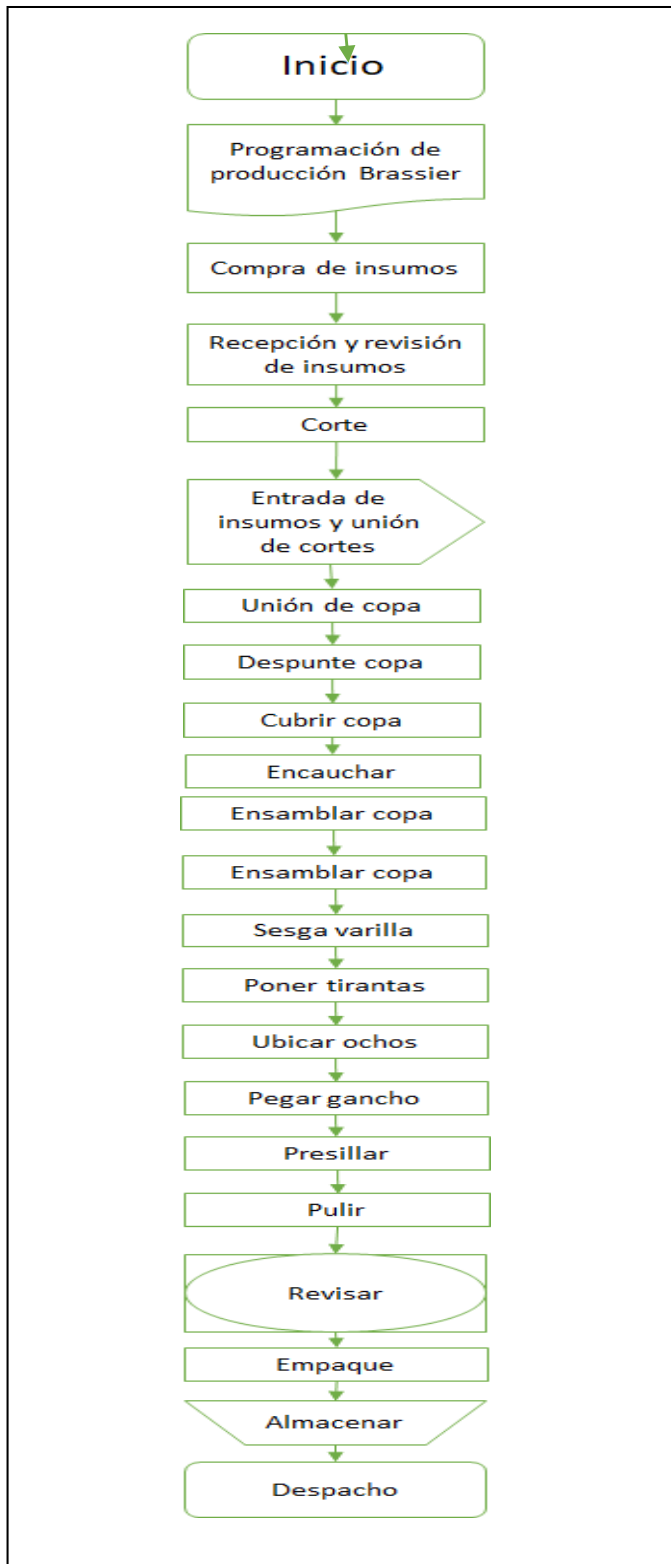 Inicio
Programación de
producción Brassier
Compra de insumos
Recepción y revisión
de insumos
Corte
Entrada de
insumos y unión
de cortes
Unión de copa
Despunte copa
Cubrir copa
Encauchar
Ensamblar copa
Ensamblar copa
Sesga varilla
Poner tirantas
Ubicar ochos
Pegar gancho
Presillar
Pulir
Revisar
Empaque
Almacenar
Despacho